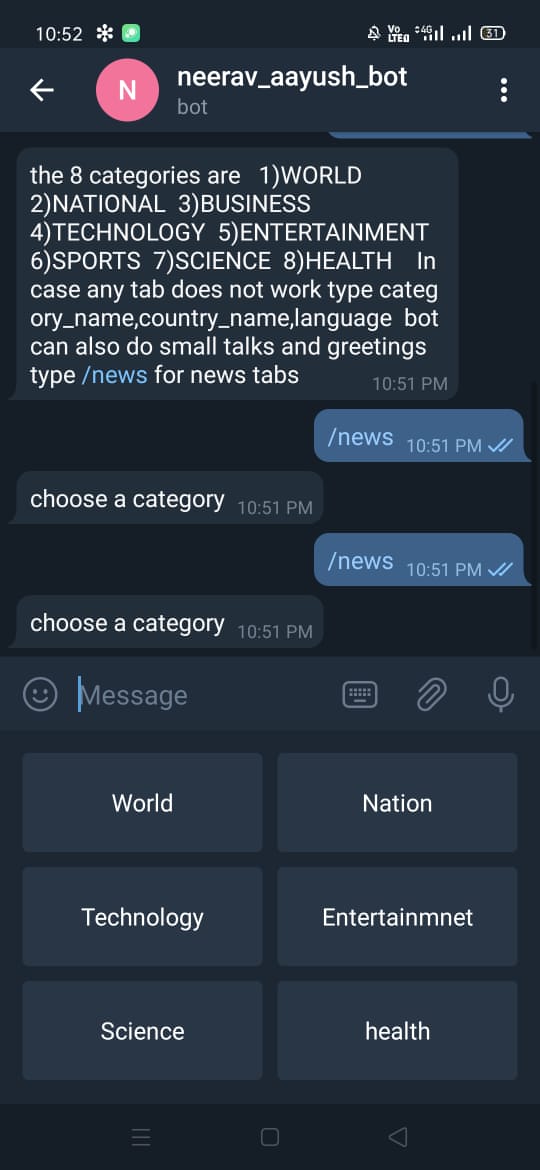 10:52 Vo LTE 4G 31
N neerav_aayush_bot
bot
the 8 categories are 1)WORLD
2)NATIONAL 3)BUSINESS
4)TECHNOLOGY 5)ENTERTAINMENT
6)SPORTS 7)SCIENCE 8)HEALTH In
case any tab does not work type categ
ory_name,country_name,language bot
can also do small talks and greetings
type /news for news tabs 10:51 PM
/news 10:51 PM
choose a category 10:51 PM
/news 10:51 PM
choose a category 10:51 PM
Message
World Nation
Technology Entertainmnet
Science health